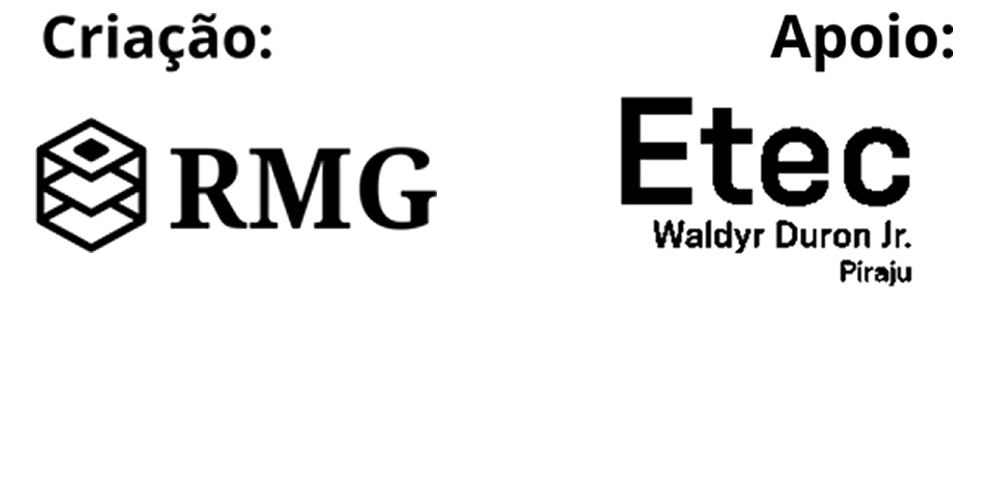 Criação:
Apoio:
RMG
Etec
Waldyr Duron Jr.
Piraju